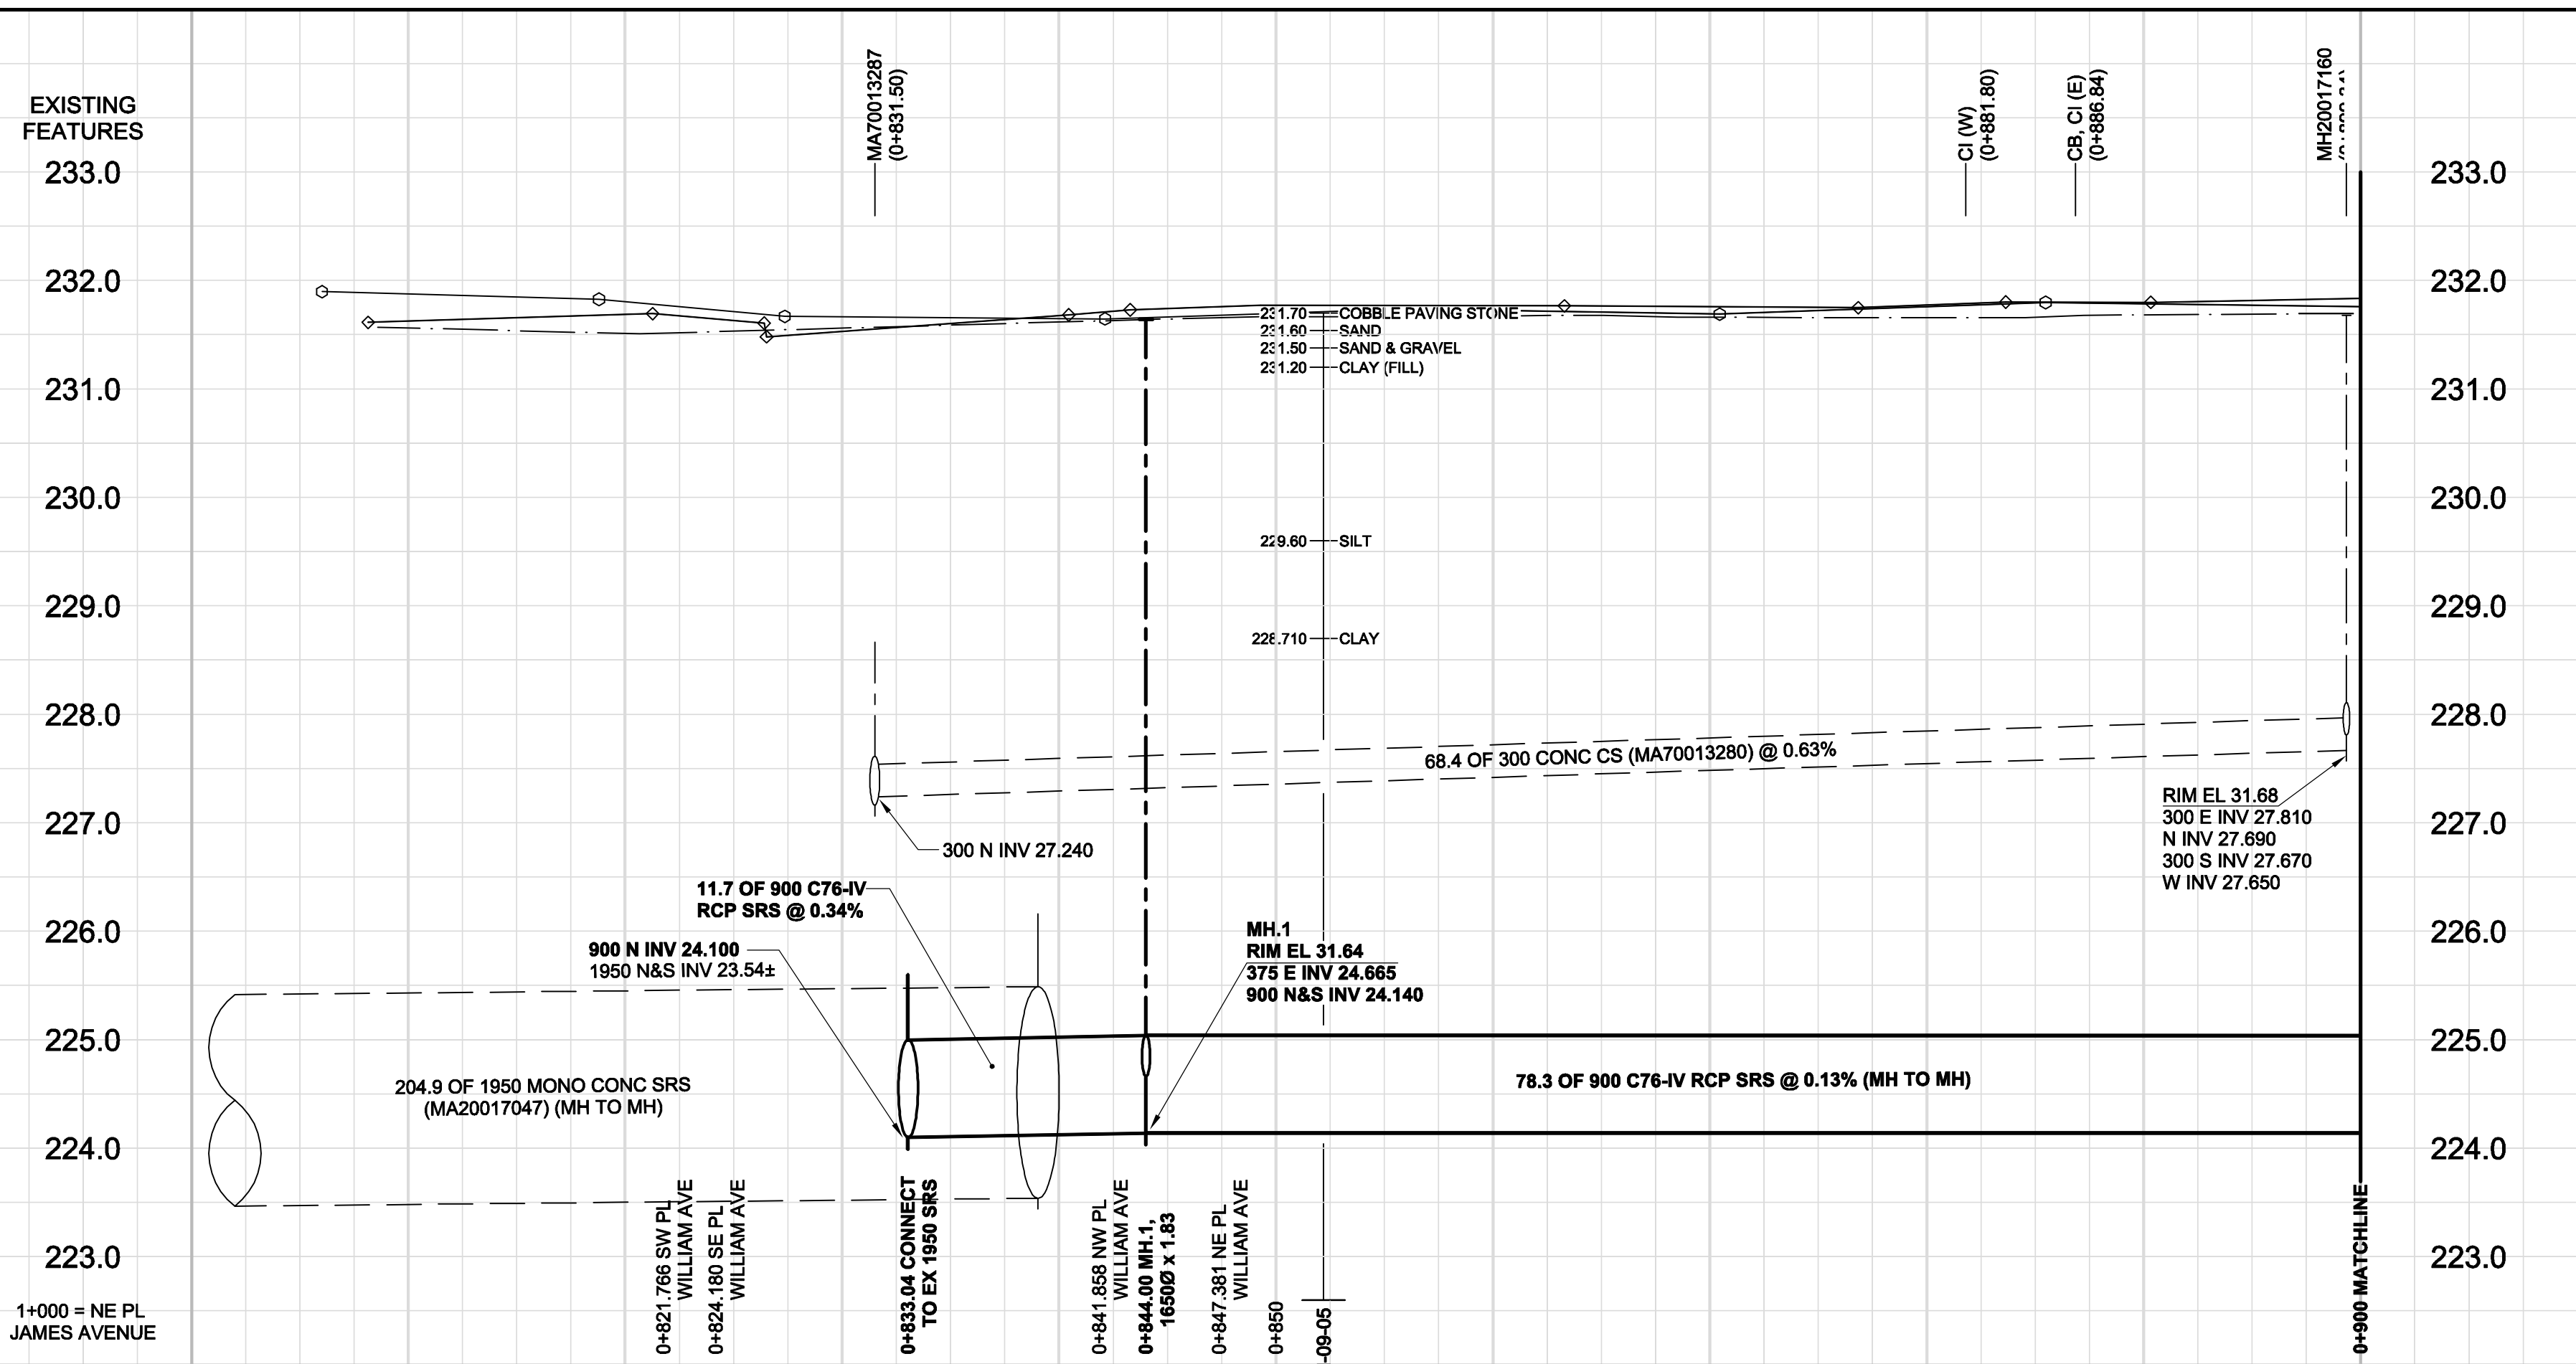 MA70013287
(0+831.50)
CI (W)
(0+881.80)
CB, CI (E)
(0+886.84)
MH20017160
EXISTING
FEATURES
233.0
233.0
232.0
232.0
231.70 COBBLE PAVING STONE
231.60 SAND
231.50 SAND & GRAVEL
231.20 CLAY (FILL)
231.0
231.0
230.0
230.0
229.60 SILT
229.0
229.0
228.710 CLAY
228.0
228.0
68.4 OF 300 CONC CS (MA70013280) @ 0.63%
227.0
227.0
RIM EL 31.68
300 E INV 27.810
N INV 27.690
300 S INV 27.670
W INV 27.650
300 N INV 27.240
11.7 OF 900 C76-IV
RCP SRS @ 0.34%
226.0
226.0
900 N INV 24.100
1950 N&S INV 23.54±
MH.1
RIM EL 31.64
375 E INV 24.665
900 N&S INV 24.140
225.0
225.0
204.9 OF 1950 MONO CONC SRS
(MA20017047) (MH TO MH)
78.3 OF 900 C76-IV RCP SRS @ 0.13% (MH TO MH)
224.0
224.0
223.0
223.0
0+821.766 SW PL
WILLIAM AVE
0+824.180 SE PL
WILLIAM AVE
0+833.04 CONNECT
TO EX 1950 SRS
0+841.858 NW PL
WILLIAM AVE
0+844.00 MH.1,
1650Ø x 1.83
0+847.381 NE PL
WILLIAM AVE
0+850
-09-05
0+900 MATCHLINE
1+000 = NE PL
JAMES AVENUE